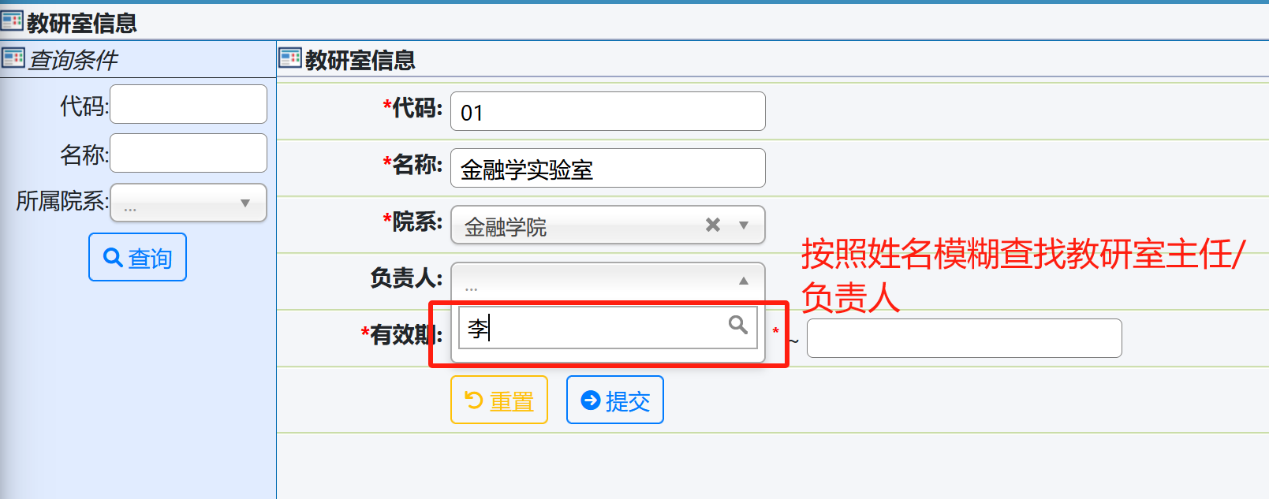 教研室信息
查询条件
教研室信息
代码:
名称:
所属院系: ...
查询
*代码: 01
*名称: 金融学实验室
*院系: 金融学院
负责人: ...
李
*有效期: * ~
重置 提交
按照姓名模糊查找教研室主任/
负责人